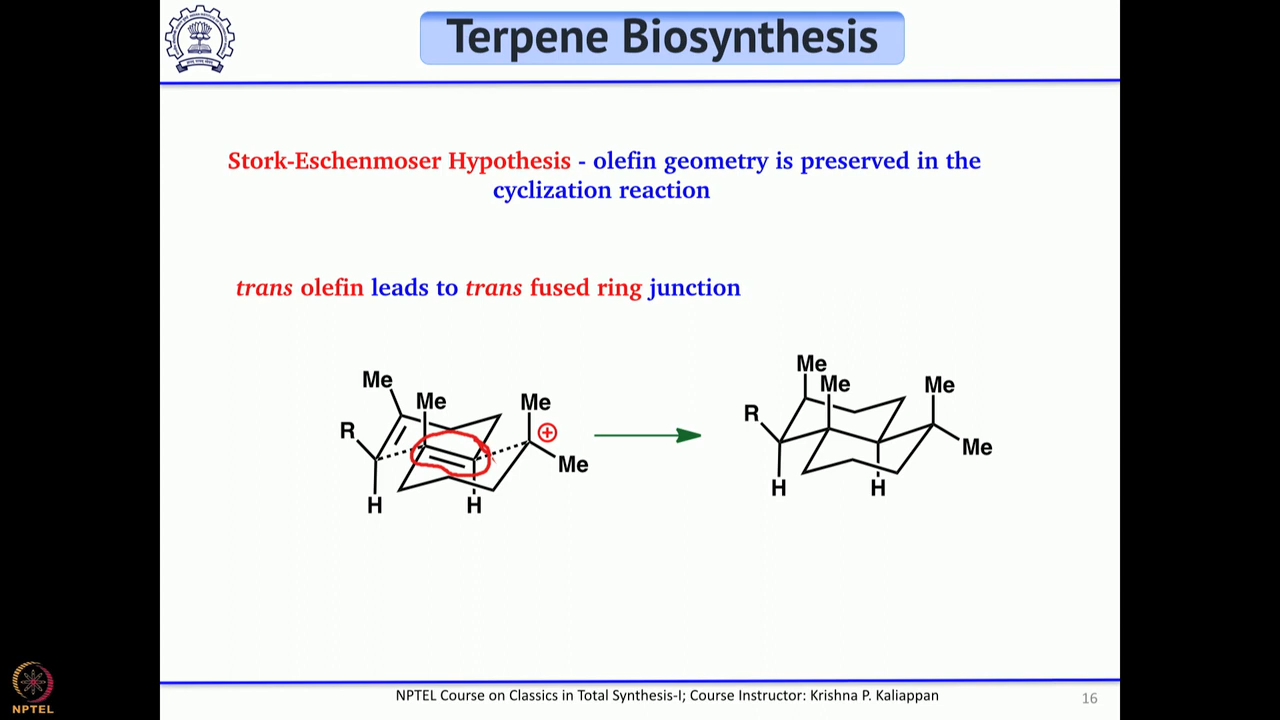 Terpene Biosynthesis
Stork-Eschenmoser Hypothesis - olefin geometry is preserved in the
cyclization reaction
trans olefin leads to trans fused ring junction
Me
Me
Me
R
+
Me
H
H
Me
Me
Me
R
Me
H
H
NPTEL Course on Classics in Total Synthesis-I; Course Instructor: Krishna P. Kaliappan
16
NPTEL